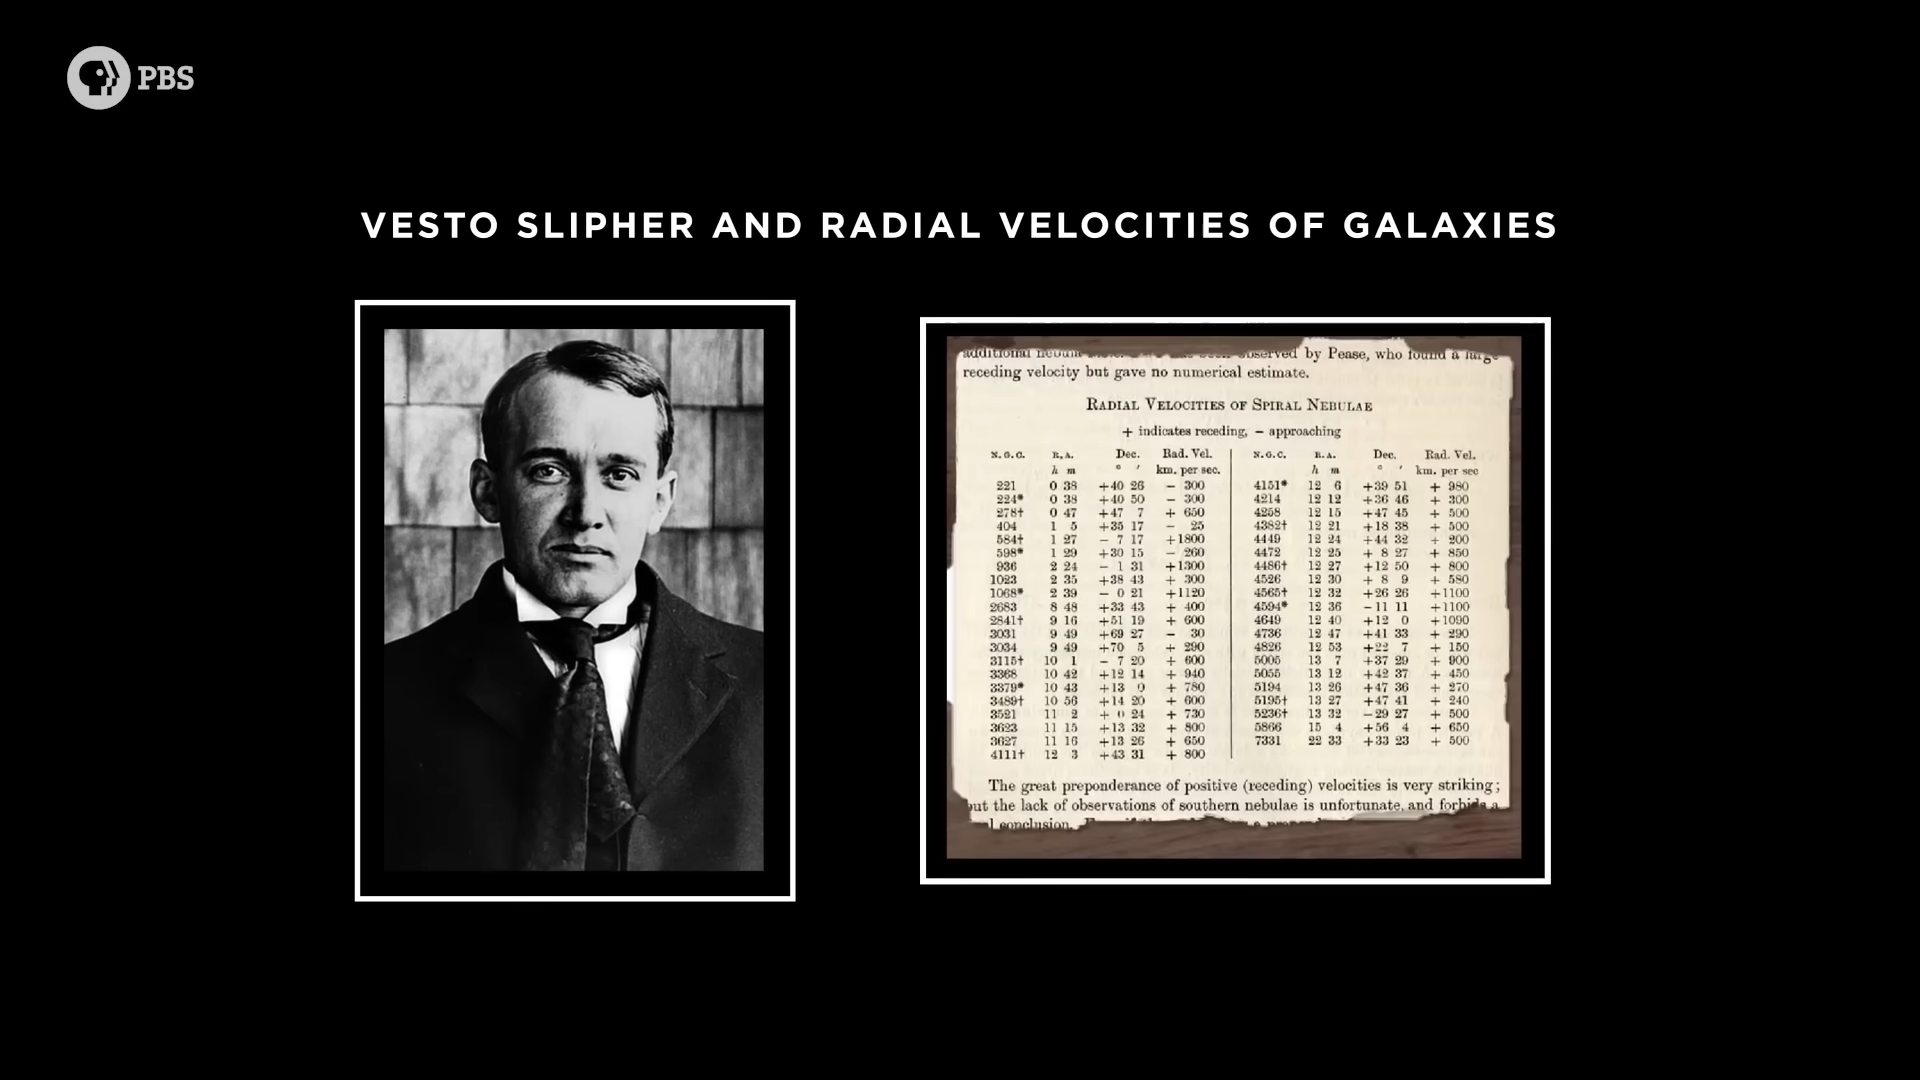 PBS
VESTO SLIPHER AND RADIAL VELOCITIES OF GALAXIES
additional observed by Pease, who found a large
receding velocity but gave no numerical estimate.
RADIAL VELOCITIES OF SPIRAL NEBULAE
+ indicates receding, − approaching
N.G.C. R.A. Dec. Rad. Vel. N.G.C. R.A. Dec. Rad. Vel.
h m ° ′ km. per sec. h m ° ′ km. per sec
221 0 38 +40 26 − 300 4151* 12 6 +39 51 + 980
224* 0 38 +40 50 − 300 4214 12 12 +36 46 + 300
278† 0 47 +47 7 + 650 4258 12 15 +47 45 + 500
404 1 5 +35 17 − 25 4382† 12 21 +18 38 + 500
584† 1 27 − 7 17 +1800 4449 12 24 +44 32 + 200
598* 1 29 +30 15 − 260 4472 12 25 + 8 27 + 850
936 2 24 − 1 31 +1300 4486† 12 27 +12 50 + 800
1023 2 35 +38 43 + 300 4526 12 30 + 8 9 + 580
1068* 2 39 − 0 21 +1120 4565† 12 32 +26 26 +1100
2683 8 48 +33 43 + 400 4594* 12 36 −11 11 +1100
2841† 9 16 +51 19 + 600 4649 12 40 +12 0 +1090
3031 9 49 +69 27 − 30 4736 12 47 +41 33 + 290
3034 9 49 +70 5 + 290 4826 12 53 +22 7 + 150
3115† 10 1 − 7 20 + 600 5005 13 7 +37 29 + 900
3368 10 42 +12 14 + 940 5055 13 12 +42 37 + 450
3379* 10 43 +13 0 + 780 5194 13 26 +47 36 + 270
3489† 10 56 +14 20 + 600 5195† 13 27 +47 41 + 240
3521 11 2 + 0 24 + 730 5236† 13 32 −29 27 + 500
3623 11 15 +13 32 + 800 5866 15 4 +56 4 + 650
3627 11 16 +13 26 + 650 7331 22 33 +33 23 + 500
4111† 12 3 +43 31 + 800
The great preponderance of positive (receding) velocities is very striking;
but the lack of observations of southern nebulae is unfortunate, and forbids a
conclusion.